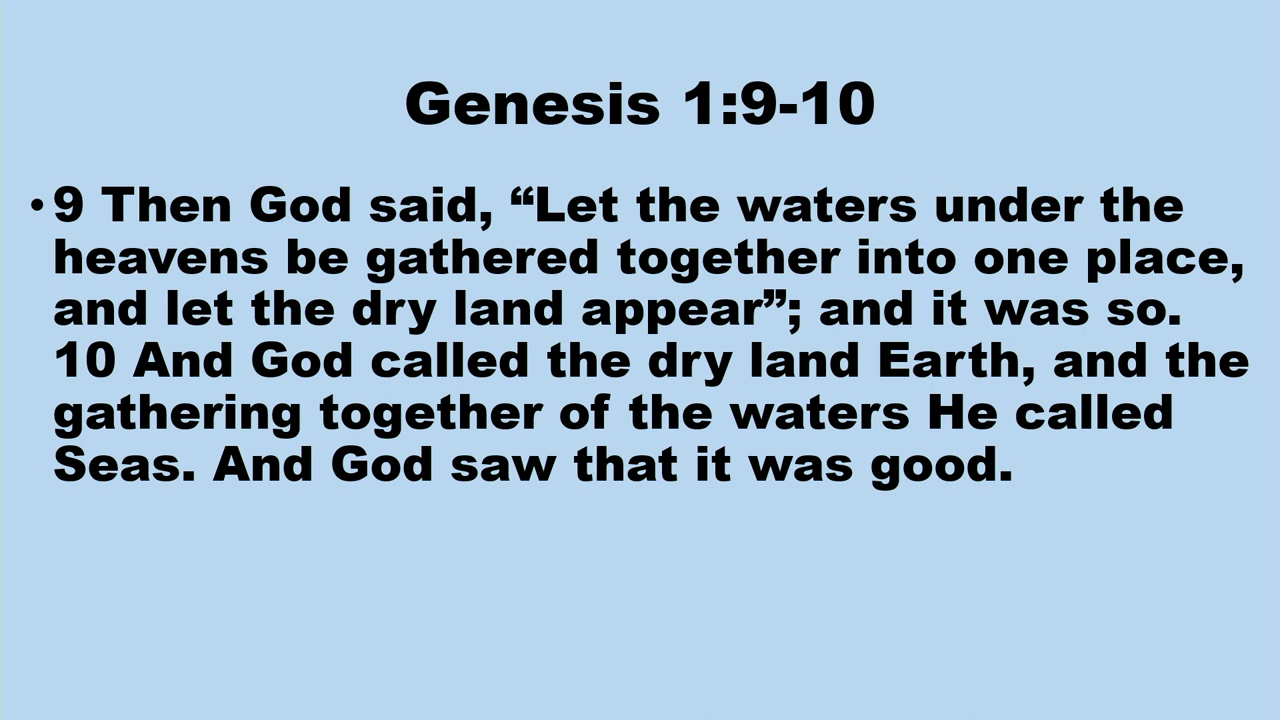 Genesis 1:9-10
•9 Then God said, “Let the waters under the
heavens be gathered together into one place,
and let the dry land appear”; and it was so.
10 And God called the dry land Earth, and the
gathering together of the waters He called
Seas. And God saw that it was good.